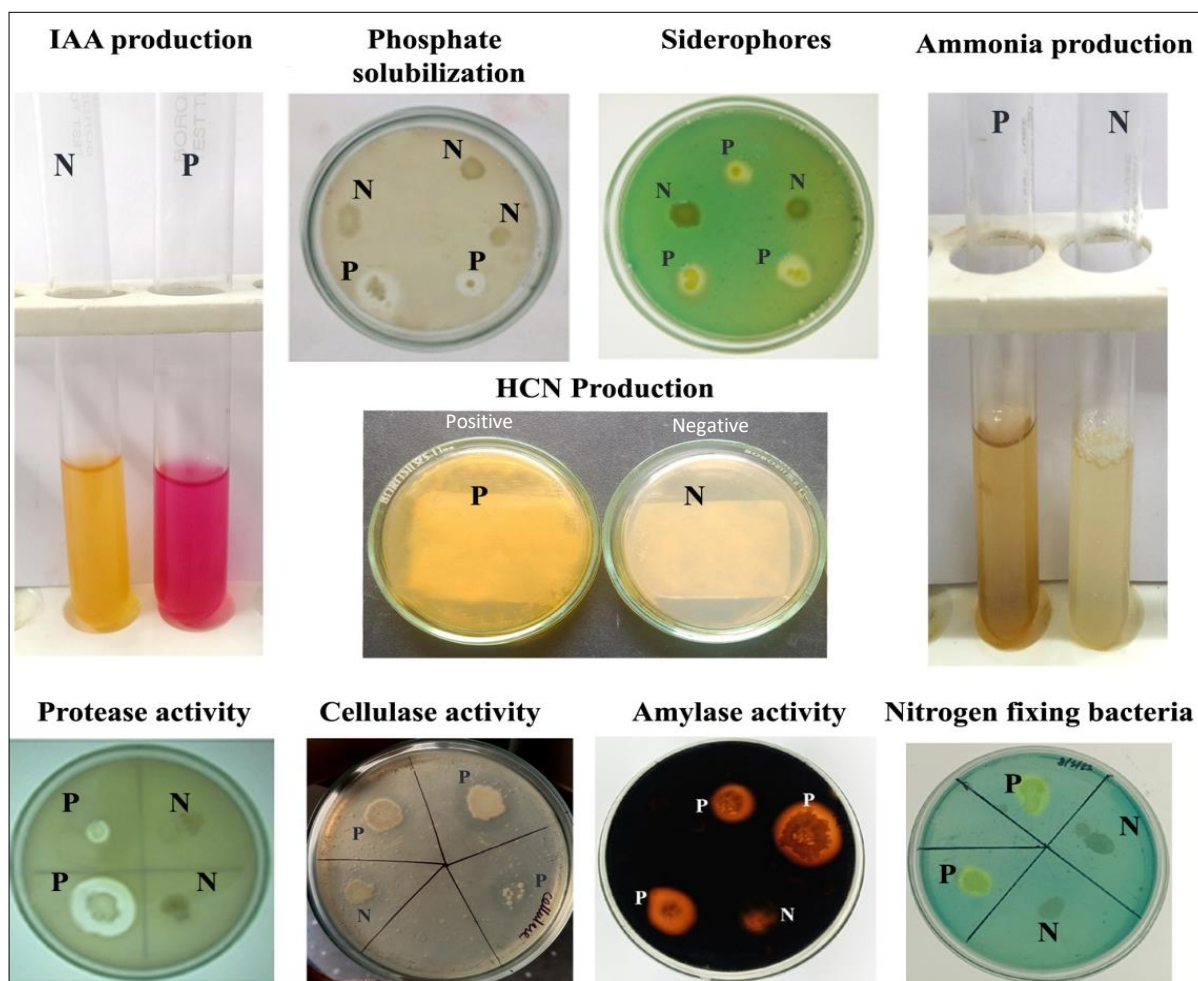 IAA production
Phosphate
solubilization
Siderophores
Ammonia production
N
P
N
N
N
P
P
P
N
N
P
P
P
N
HCN Production
Positive
Negative
P
N
Protease activity
Cellulase activity
Amylase activity
Nitrogen fixing bacteria
P
N
P
N
P
P
N
P
cellulase
P
P
P
N
P
N
P
N